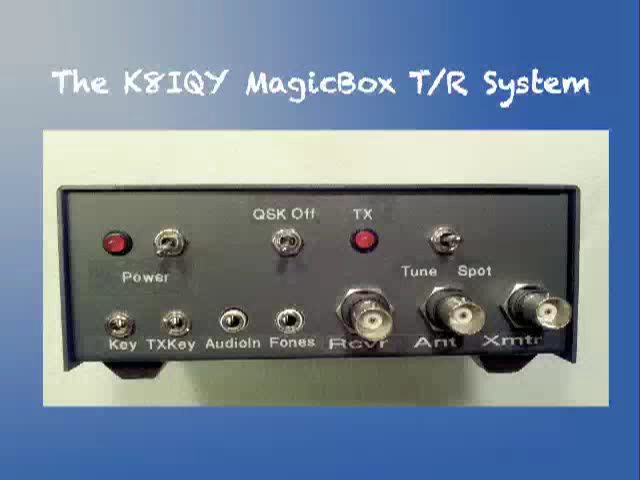 The K8IQY MagicBox T/R System
QSK Off TX
Tune Spot
Power
Key TXKey AudioIn Fones Rcvr Ant Xmtr